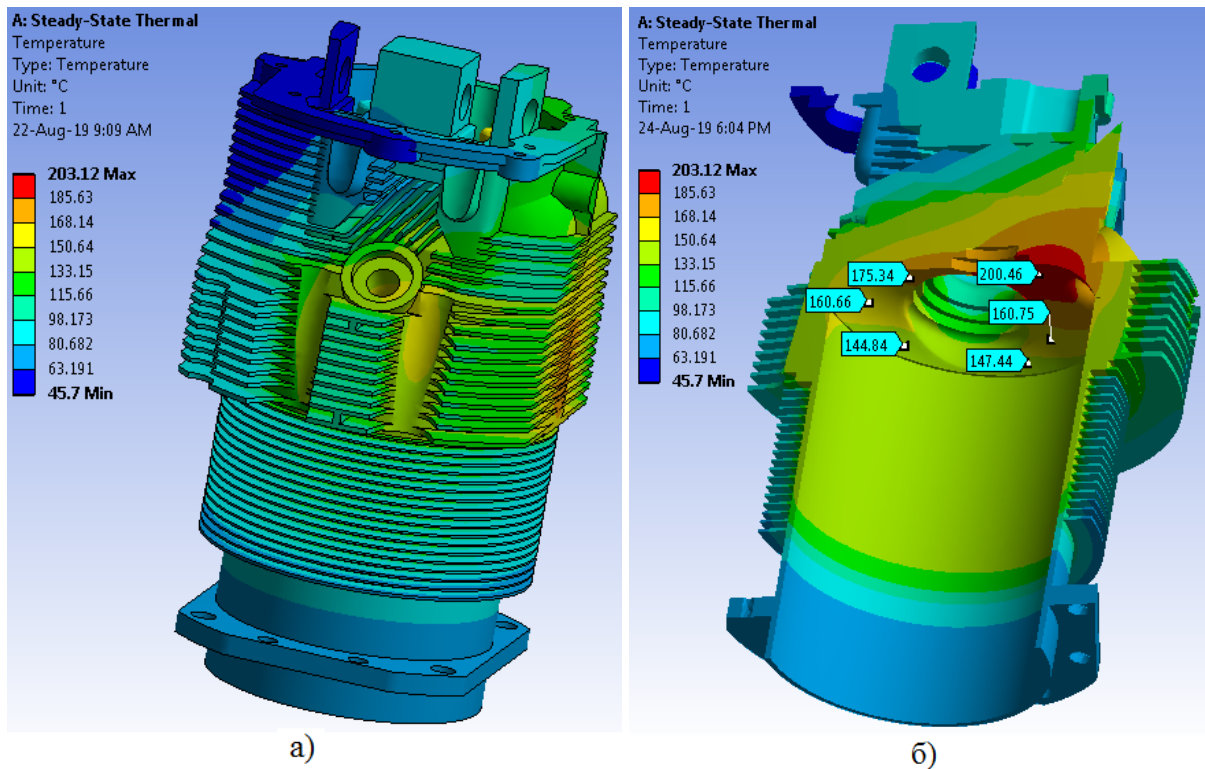 A: Steady-State Thermal
Temperature
Type: Temperature
Unit: °C
Time: 1
22-Aug-19 9:09 AM
203.12 Max
185.63
168.14
150.64
133.15
115.66
98.173
80.682
63.191
45.7 Min
а)
A: Steady-State Thermal
Temperature
Type: Temperature
Unit: °C
Time: 1
24-Aug-19 6:04 PM
203.12 Max
185.63
168.14
150.64
133.15
115.66
98.173
80.682
63.191
45.7 Min
175.34
200.46
160.66
160.75
144.84
147.44
б)